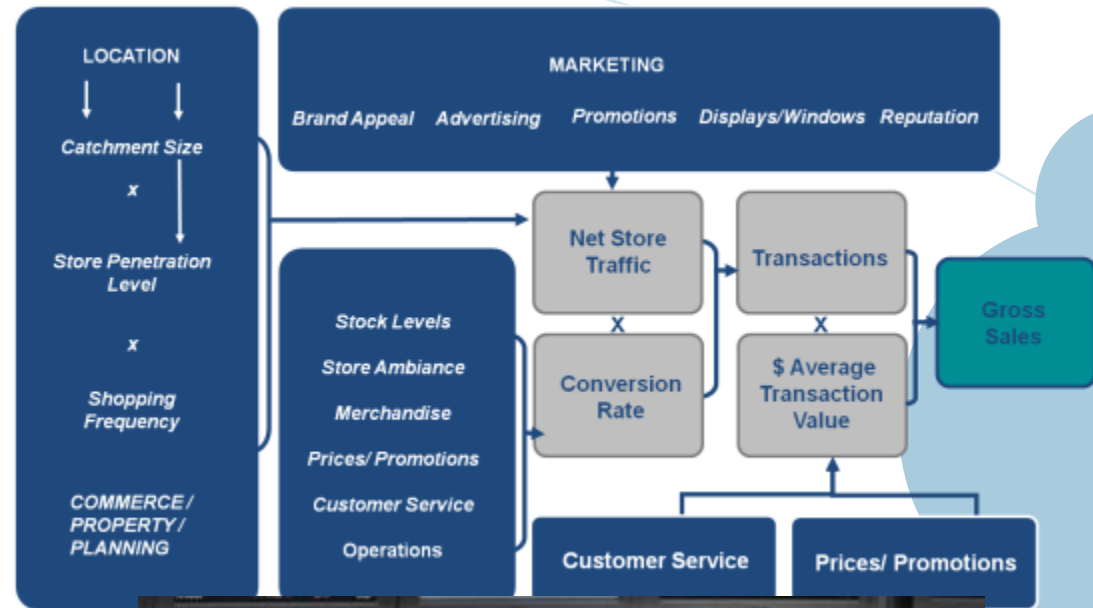 LOCATION
Catchment Size
x
Store Penetration
Level
x
Shopping
Frequency
COMMERCE /
PROPERTY /
PLANNING
MARKETING
Brand Appeal Advertising Promotions Displays/Windows Reputation
Stock Levels
Store Ambiance
Merchandise
Prices/ Promotions
Customer Service
Operations
Net Store
Traffic
X
Conversion
Rate
Transactions
X
$ Average
Transaction
Value
Gross
Sales
Customer Service
Prices/ Promotions